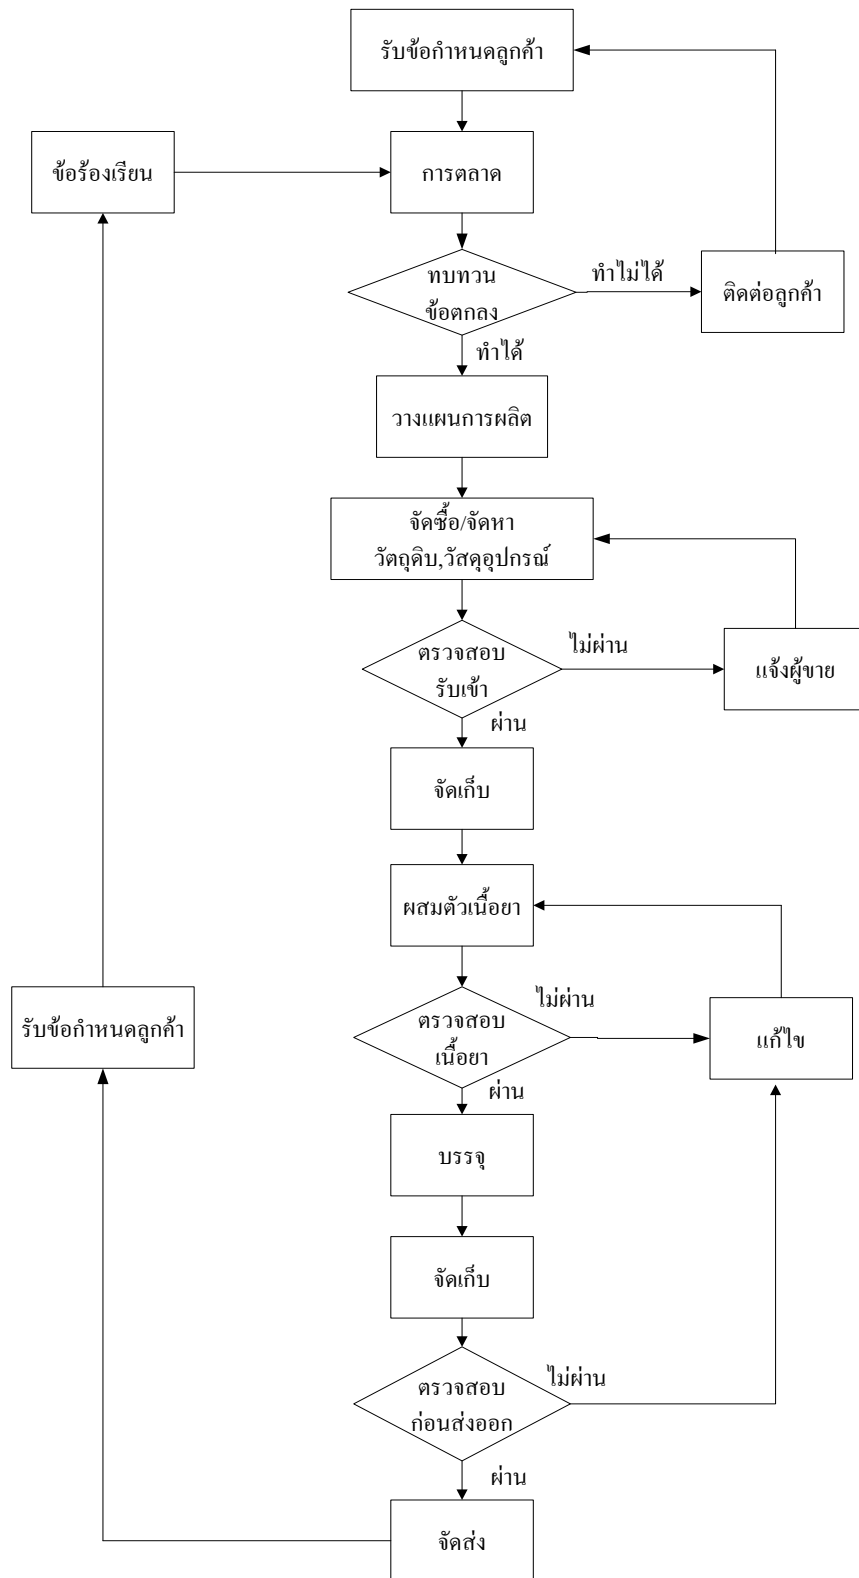 รับข้อกำหนดลูกค้า
ข้อร้องเรียน
การตลาด
ทบทวน
ข้อตกลง
ทำไม่ได้
ติดต่อลูกค้า
ทำได้
วางแผนการผลิต
จัดซื้อ/จัดหา
วัตถุดิบ,วัสดุอุปกรณ์
ตรวจสอบ
รับเข้า
ไม่ผ่าน
แจ้งผู้ขาย
ผ่าน
จัดเก็บ
ผสมตัวเนื้อยา
รับข้อกำหนดลูกค้า
ตรวจสอบ
เนื้อยา
ไม่ผ่าน
แก้ไข
ผ่าน
บรรจุ
จัดเก็บ
ตรวจสอบ
ก่อนส่งออก
ไม่ผ่าน
ผ่าน
จัดส่ง